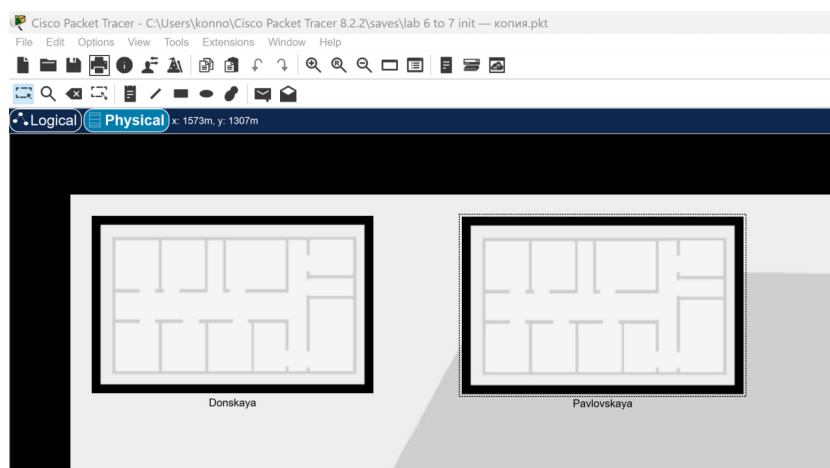 Cisco Packet Tracer - C:\Users\konno\Cisco Packet Tracer 8.2.2\saves\lab 6 to 7 init — копия.pkt
File Edit Options View Tools Extensions Window Help
Logical Physical x: 1573m, y: 1307m
Donskaya Pavlovskaya